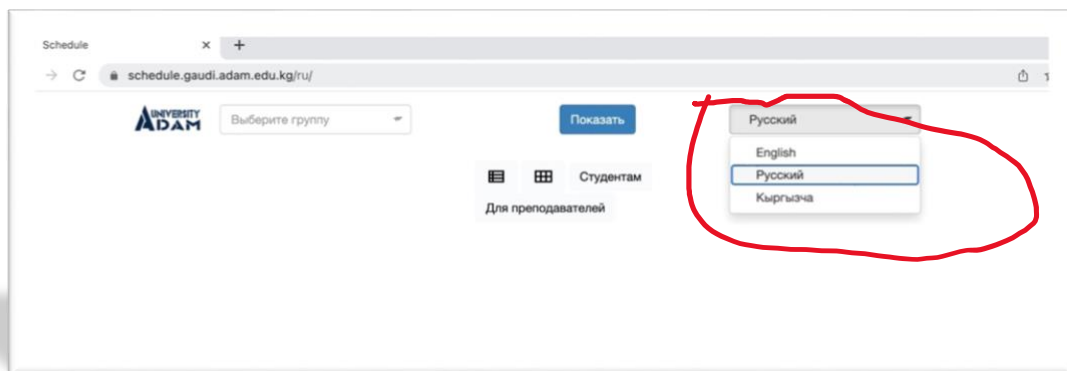 Schedule
schedule.gaudi.adam.edu.kg/ru/
UNIVERSITY
ADAM
Выберите группу
Показать
Русский
English
Русский
Кыргызча
Студентам
Для преподавателей